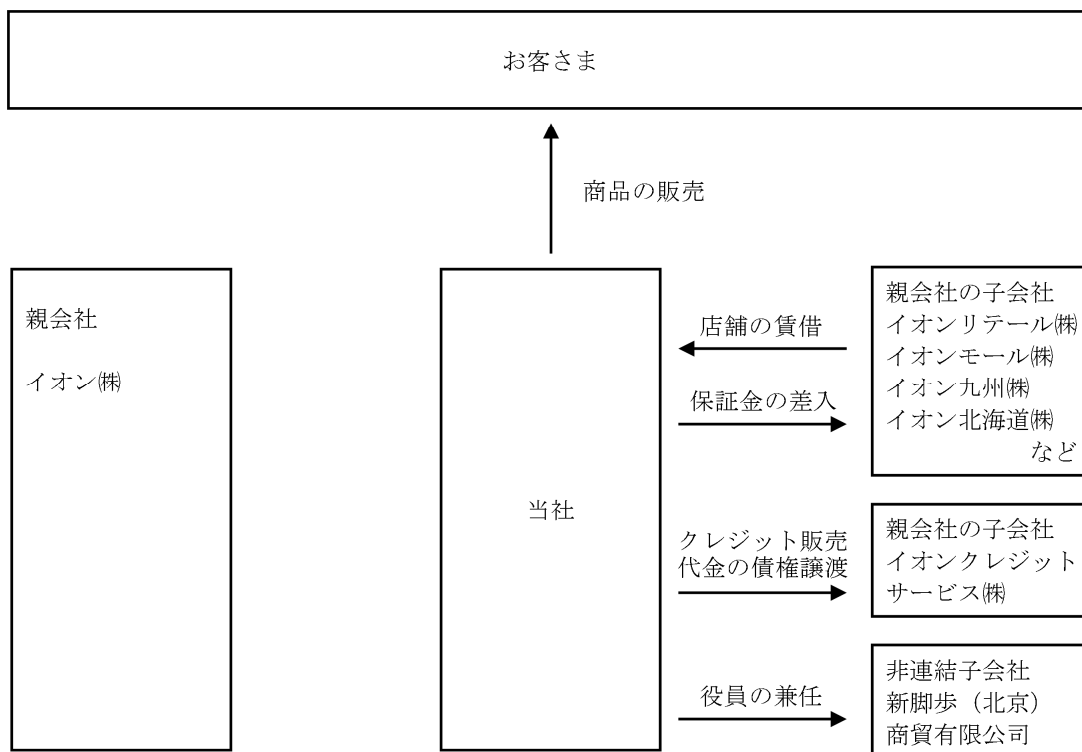 お客さま
商品の販売
親会社
イオン㈱
当社
店舗の賃借
保証金の差入
親会社の子会社
イオンリテール㈱
イオンモール㈱
イオン九州㈱
イオン北海道㈱
など
クレジット販売
代金の債権譲渡
親会社の子会社
イオンクレジット
サービス㈱
役員の兼任
非連結子会社
新脚歩（北京）
商貿有限公司